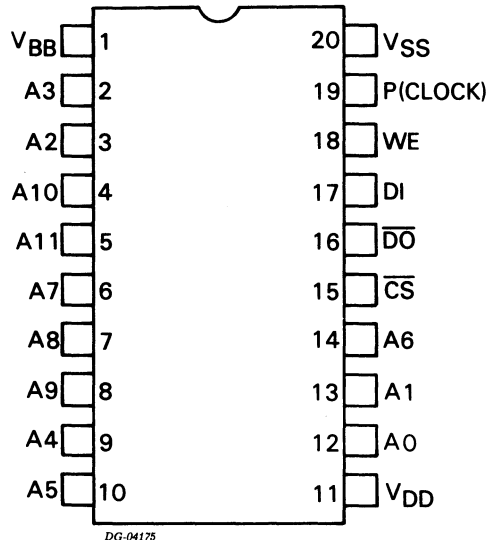 VBB 1 20 VSS
A3 2 19 P(CLOCK)
A2 3 18 WE
A10 4 17 DI
A11 5 16 D̅O̅
A7 6 15 C̅S̅
A8 7 14 A6
A9 8 13 A1
A4 9 12 A0
A5 10 11 VDD
DG-04175